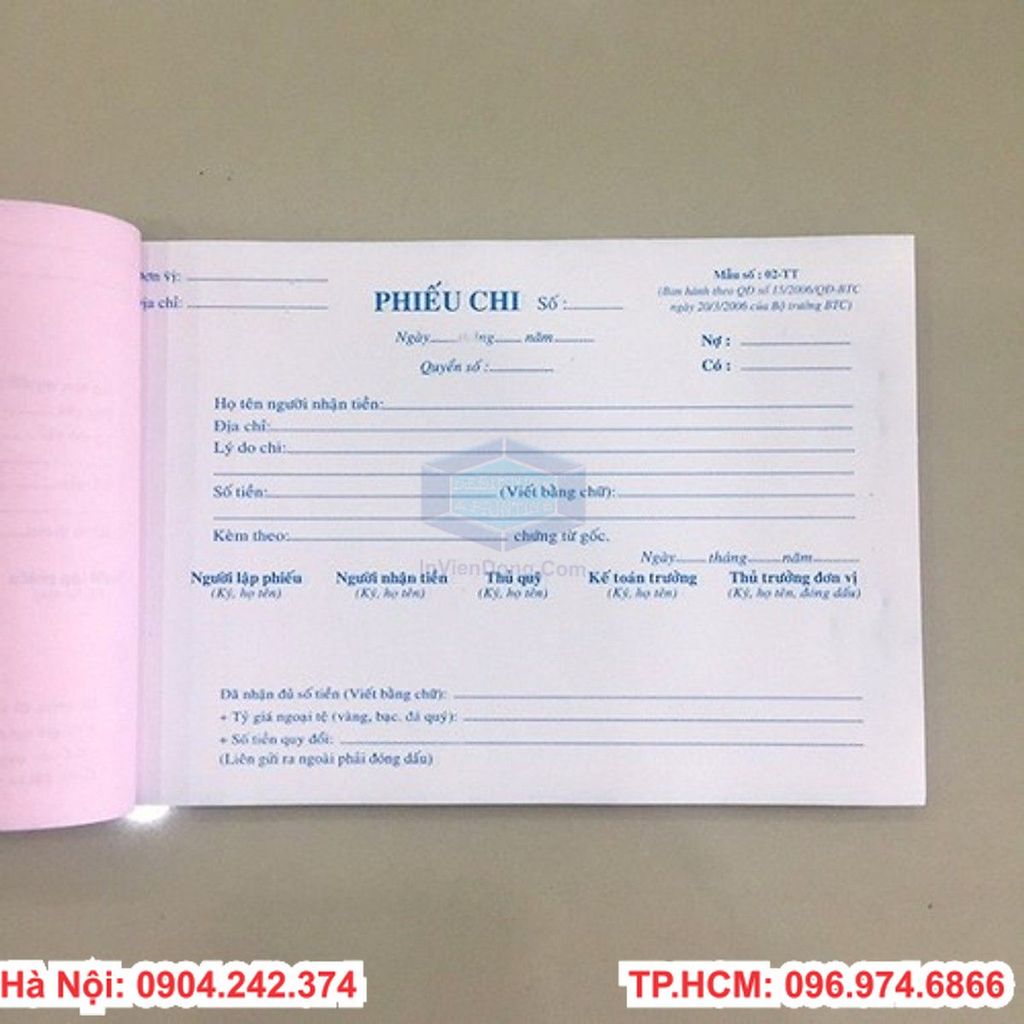 Đơn vị:
Địa chỉ:
Mẫu số : 02-TT
(Ban hành theo QĐ số 15/2006/QĐ-BTC
ngày 20/3/2006 của Bộ trưởng BTC)
PHIẾU CHI Số :
Ngày tháng năm
Quyển số :
Nợ :
Có :
Họ tên người nhận tiền:
Địa chỉ:
Lý do chi:
Số tiền: (Viết bằng chữ):
Kèm theo: chứng từ gốc.
Ngày tháng năm
Người lập phiếu Người nhận tiền Thủ quỹ Kế toán trưởng Thủ trưởng đơn vị
(Ký, họ tên) (Ký, họ tên) (Ký, họ tên) (Ký, họ tên) (Ký, họ tên, đóng dấu)
InVienDong.Com
Đã nhận đủ số tiền (Viết bằng chữ):
+ Tỷ giá ngoại tệ (vàng, bạc. đá quý):
+ Số tiền quy đổi:
(Liên gửi ra ngoài phải đóng dấu)
Hà Nội: 0904.242.374 TP.HCM: 096.974.6866